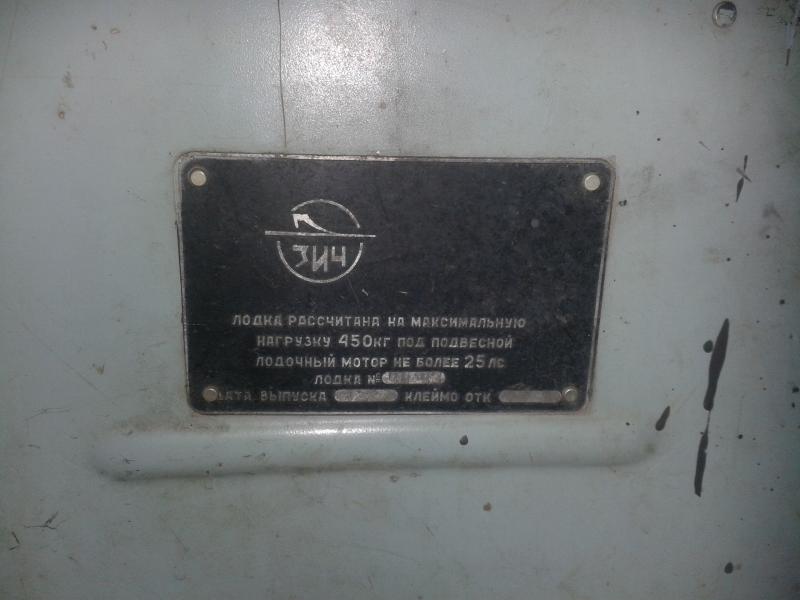 ЗИЧ
ЛОДКА РАССЧИТАНА НА МАКСИМАЛЬНУЮ
НАГРУЗКУ 450КГ ПОД ПОДВЕСНОЙ
ЛОДОЧНЫЙ МОТОР НЕ БОЛЕЕ 25ЛС
ЛОДКА №
ДАТА ВЫПУСКА КЛЕЙМО ОТК